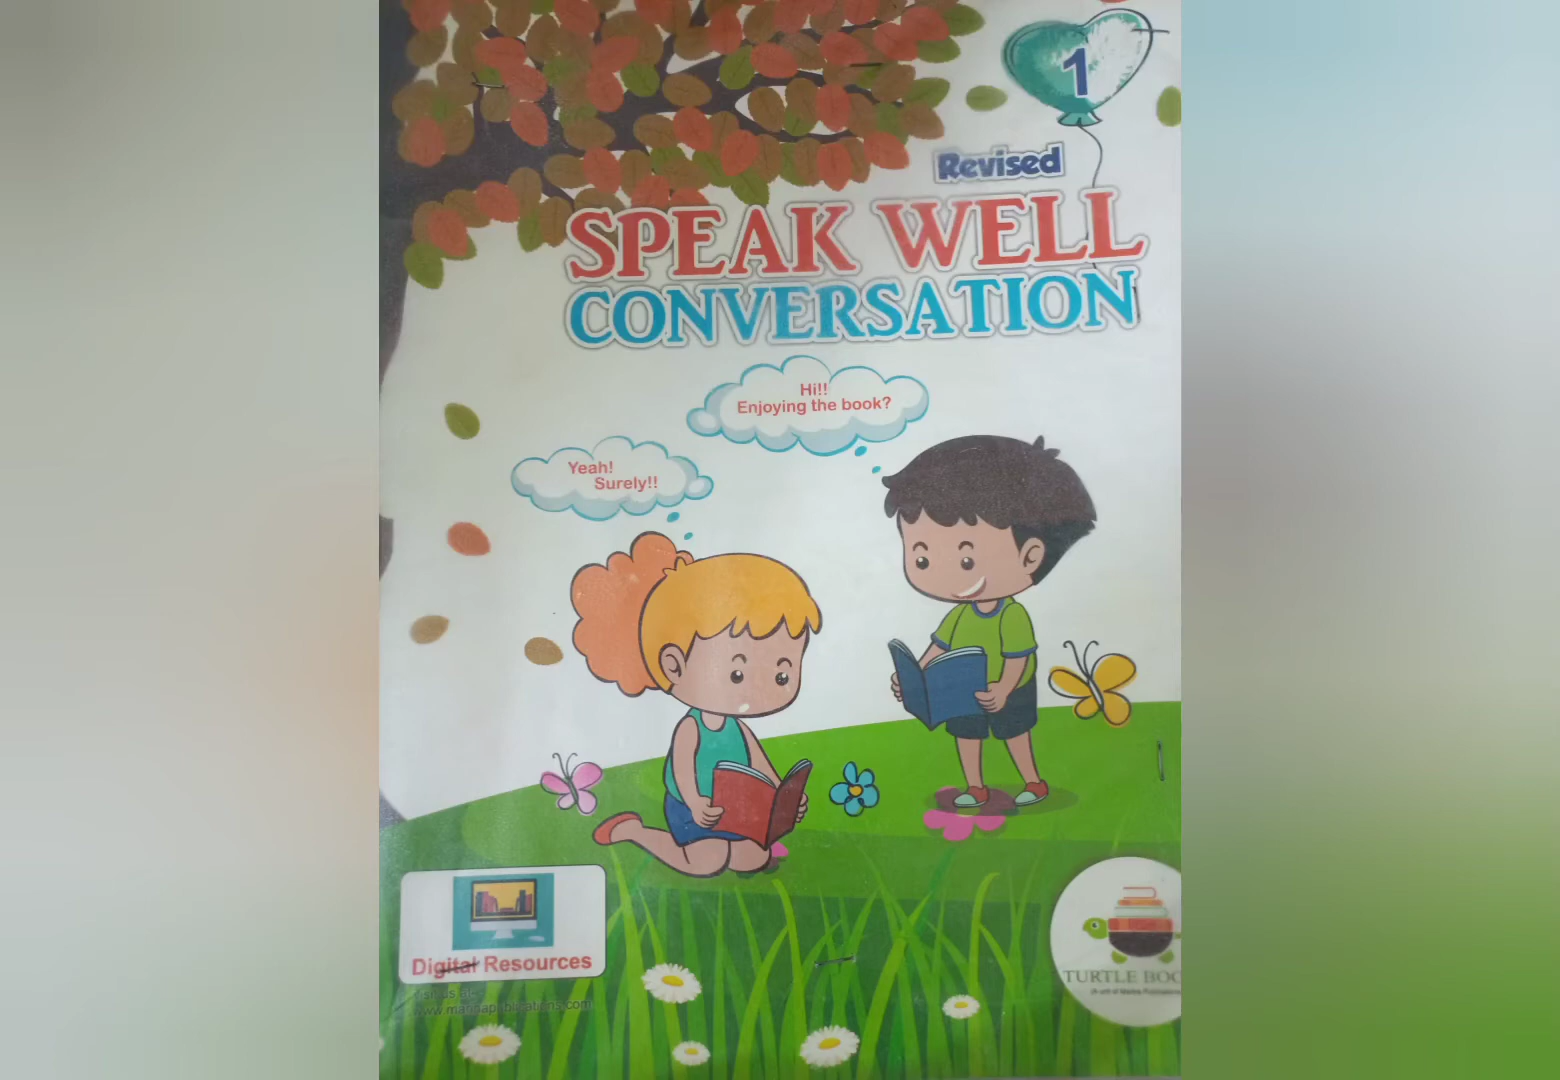 1
Revised
SPEAK WELL
CONVERSATION
Hi!!
Enjoying the book?
Yeah!
Surely!!
Digital Resources
TURTLE BOO